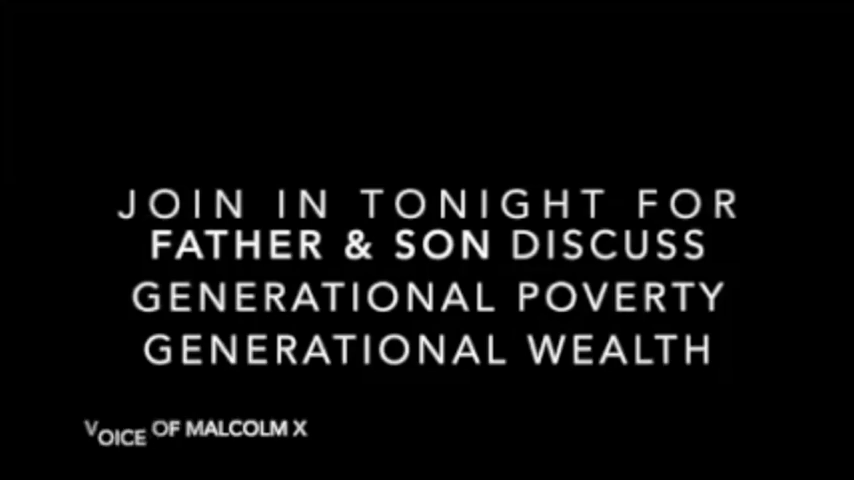 JOIN IN TONIGHT FOR
FATHER & SON DISCUSS
GENERATIONAL POVERTY
GENERATIONAL WEALTH
VOICE OF MALCOLM X